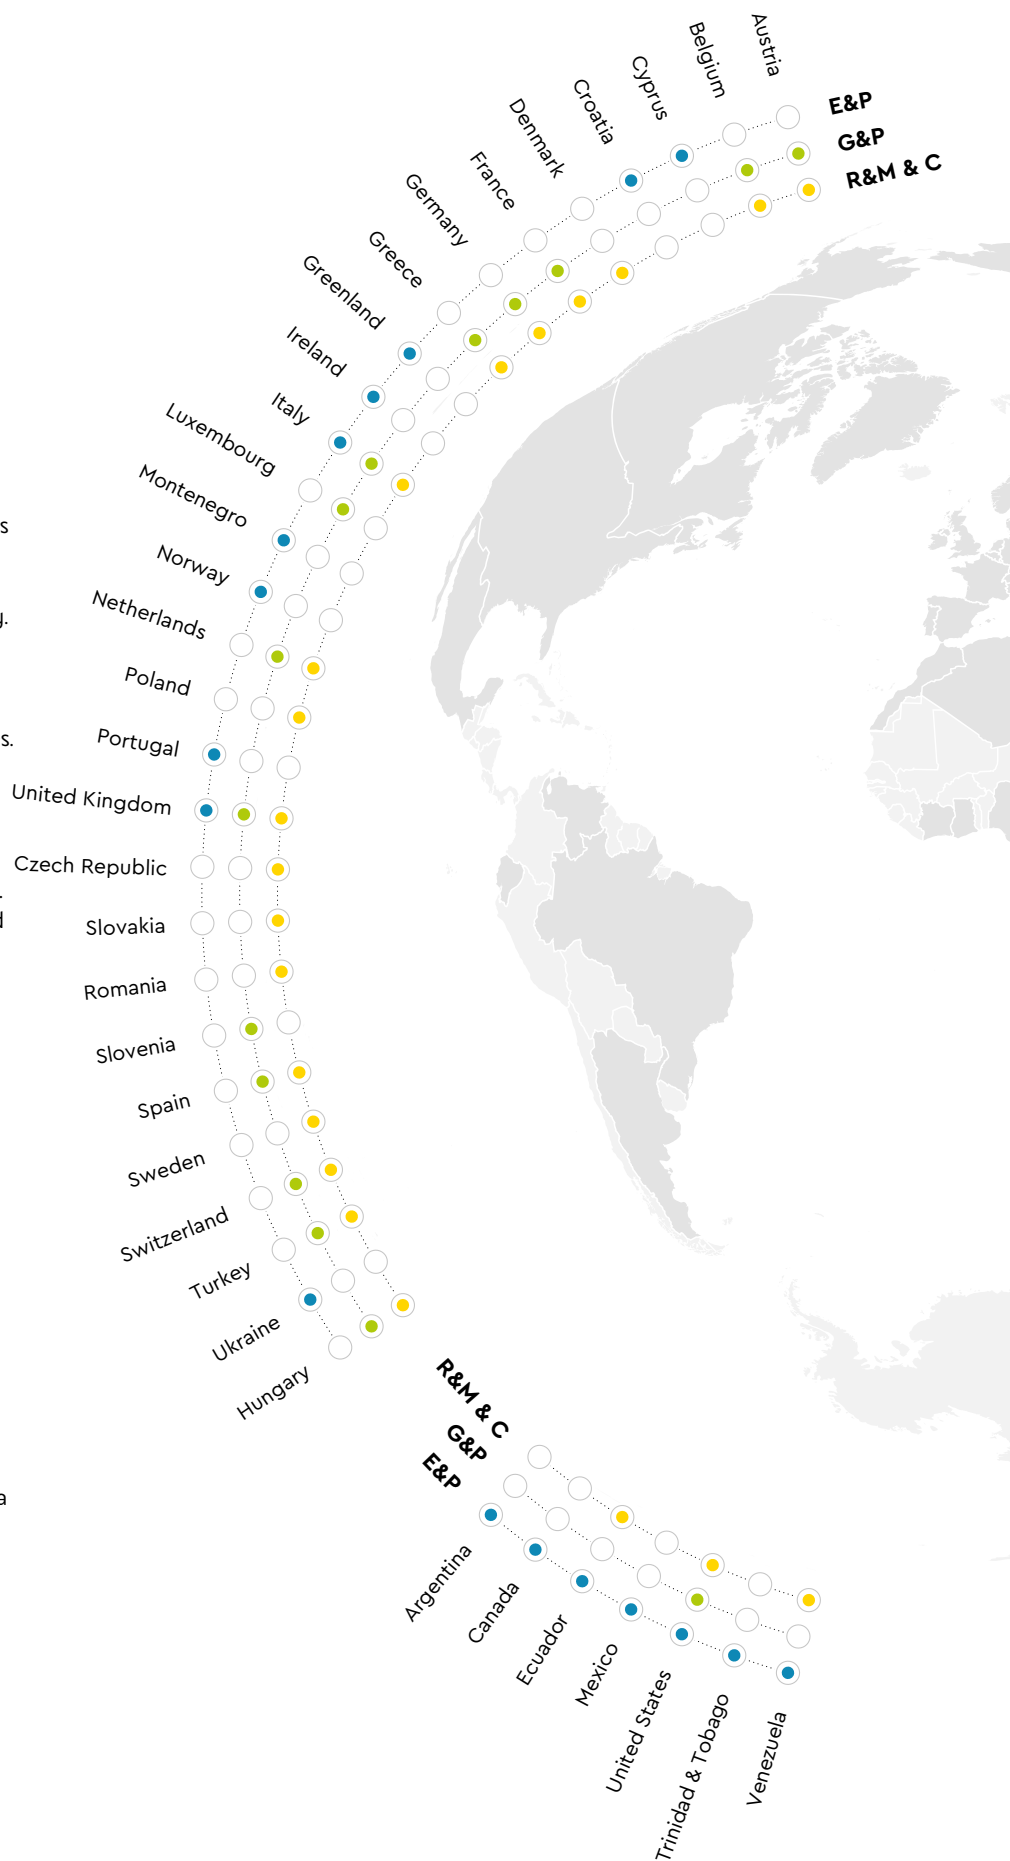 Austria
Belgium
Cyprus
Croatia
Denmark
France
Germany
Greece
Greenland
Ireland
Italy
Luxembourg
Montenegro
Norway
Netherlands
Poland
Portugal
United Kingdom
Czech Republic
Slovakia
Romania
Slovenia
Spain
Sweden
Switzerland
Turkey
Ukraine
Hungary
E&P
G&P
R&M & C
s
y.
s.
d
a
R&M & C
G&P
E&P
Argentina
Canada
Ecuador
Mexico
United States
Trinidad & Tobago
Venezuela